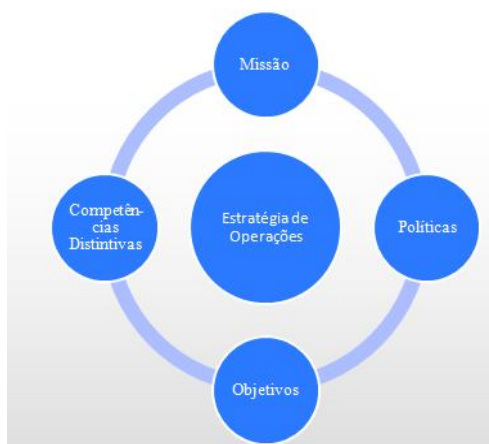 Missão
Competên-
cias
Distintivas
Estratégia de
Operações
Políticas
Objetivos